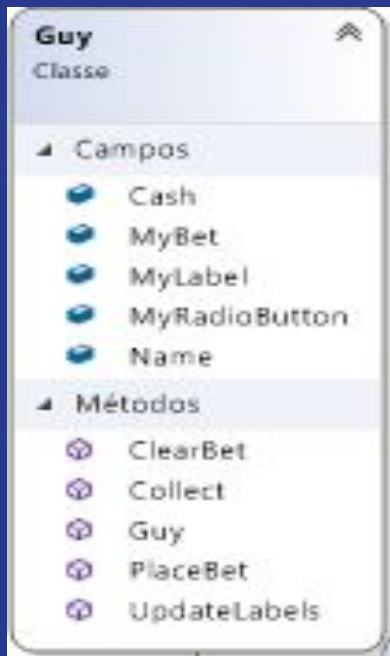 Guy
Classe
Campos
Cash
MyBet
MyLabel
MyRadioButton
Name
Métodos
ClearBet
Collect
Guy
PlaceBet
UpdateLabels